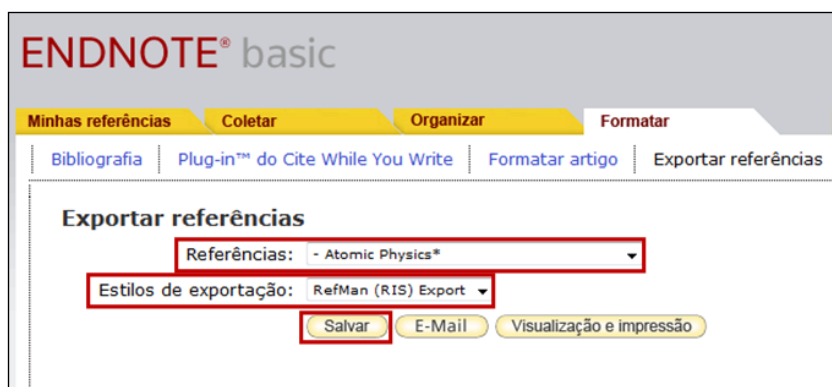 ENDNOTE® basic
Minhas referências Coletar Organizar Formatar
Bibliografia Plug-in™ do Cite While You Write Formatar artigo Exportar referências
Exportar referências
Referências: - Atomic Physics*
Estilos de exportação: RefMan (RIS) Export
Salvar E-Mail Visualização e impressão